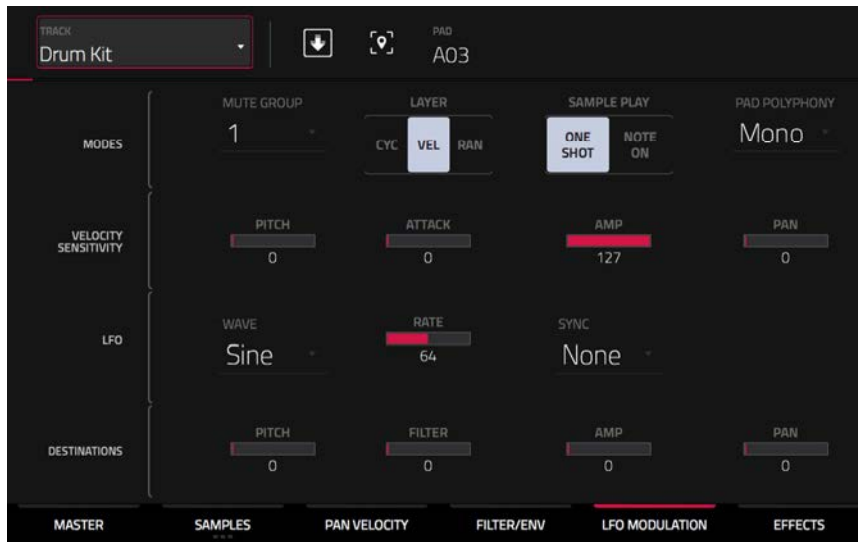 TRACK
Drum Kit
PAD
A03
MODES
MUTE GROUP
1
LAYER
CYC VEL RAN
SAMPLE PLAY
ONE SHOT
NOTE ON
PAD POLYPHONY
Mono
VELOCITY
SENSITIVITY
PITCH
0
ATTACK
0
AMP
127
PAN
0
LFO
WAVE
Sine
RATE
64
SYNC
None
DESTINATIONS
PITCH
0
FILTER
0
AMP
0
PAN
0
MASTER SAMPLES PAN VELOCITY FILTER/ENV LFO MODULATION EFFECTS